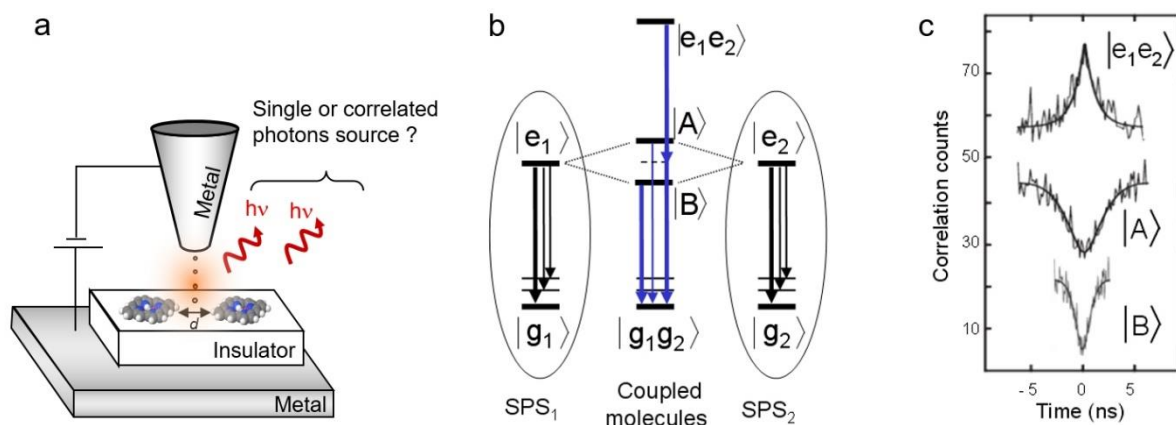 a
Single or correlated
photons source ?
Metal
hν
hν
d
Insulator
Metal
b
|e₁e₂⟩
|A⟩
|e₁⟩
|e₂⟩
|B⟩
|g₁⟩
|g₁g₂⟩
|g₂⟩
SPS₁
Coupled
molecules
SPS₂
c
Correlation counts
70
50
30
10
|e₁e₂⟩
|A⟩
|B⟩
- 5
0
5
Time (ns)